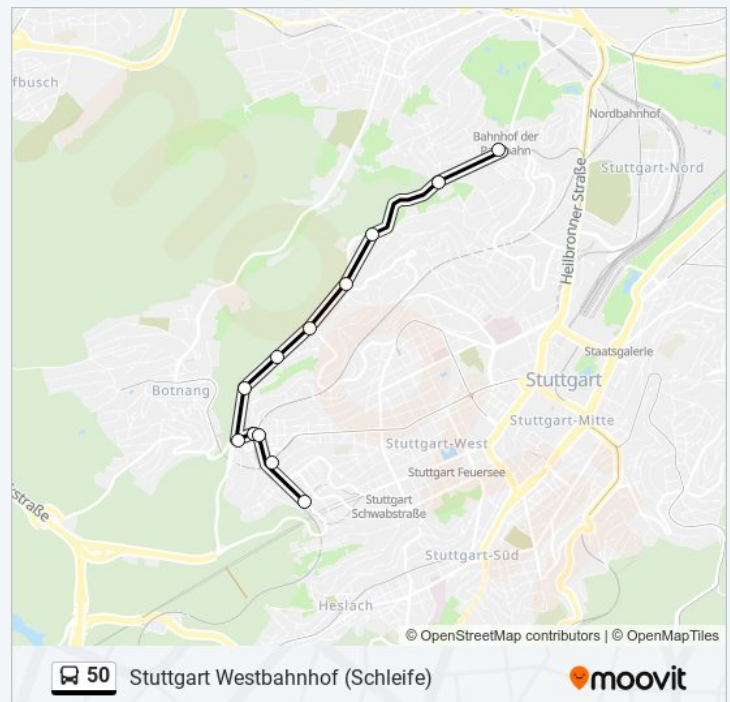 fbusch
Nordbahnhof
Bahnhof der
Stuttgart-Nord
Heilbronner Straße
Staatsgalerie
Stuttgart
Botnang
Stuttgart-Mitte
Stuttgart-West
Stuttgart Feuersee
Stuttgart
Schwabstraße
Stuttgart-Süd
Heslach
© OpenStreetMap contributors | © OpenMapTiles
50 Stuttgart Westbahnhof (Schleife)
moovit